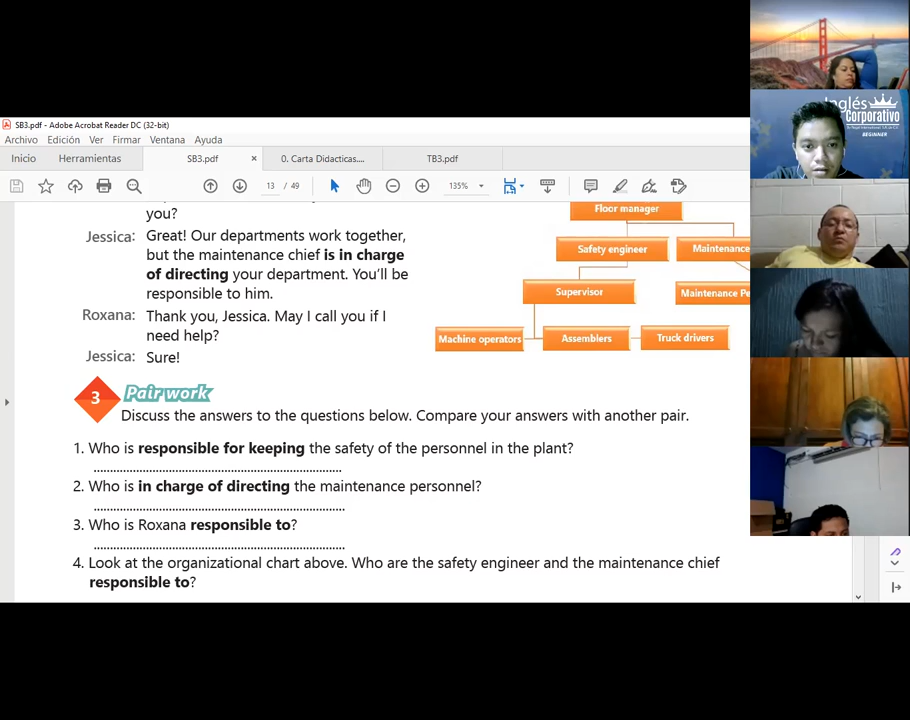 SB3.pdf - Adobe Acrobat Reader DC (32-bit)
Archivo Edición Ver Firmar Ventana Ayuda
Inicio Herramientas SB3.pdf × 0. Carta Didacticas.... TB3.pdf
13 / 49 135%
you?
Jessica: Great! Our departments work together,
but the maintenance chief is in charge
of directing your department. You'll be
responsible to him.
Roxana: Thank you, Jessica. May I call you if I
need help?
Jessica: Sure!
Floor manager
Safety engineer Maintenance
Supervisor Maintenance Pe
Machine operators Assemblers Truck drivers
3 Pair work
Discuss the answers to the questions below. Compare your answers with another pair.
1. Who is responsible for keeping the safety of the personnel in the plant?
2. Who is in charge of directing the maintenance personnel?
3. Who is Roxana responsible to?
4. Look at the organizational chart above. Who are the safety engineer and the maintenance chief
responsible to?
Inglés
Corporativo
BEGINNER